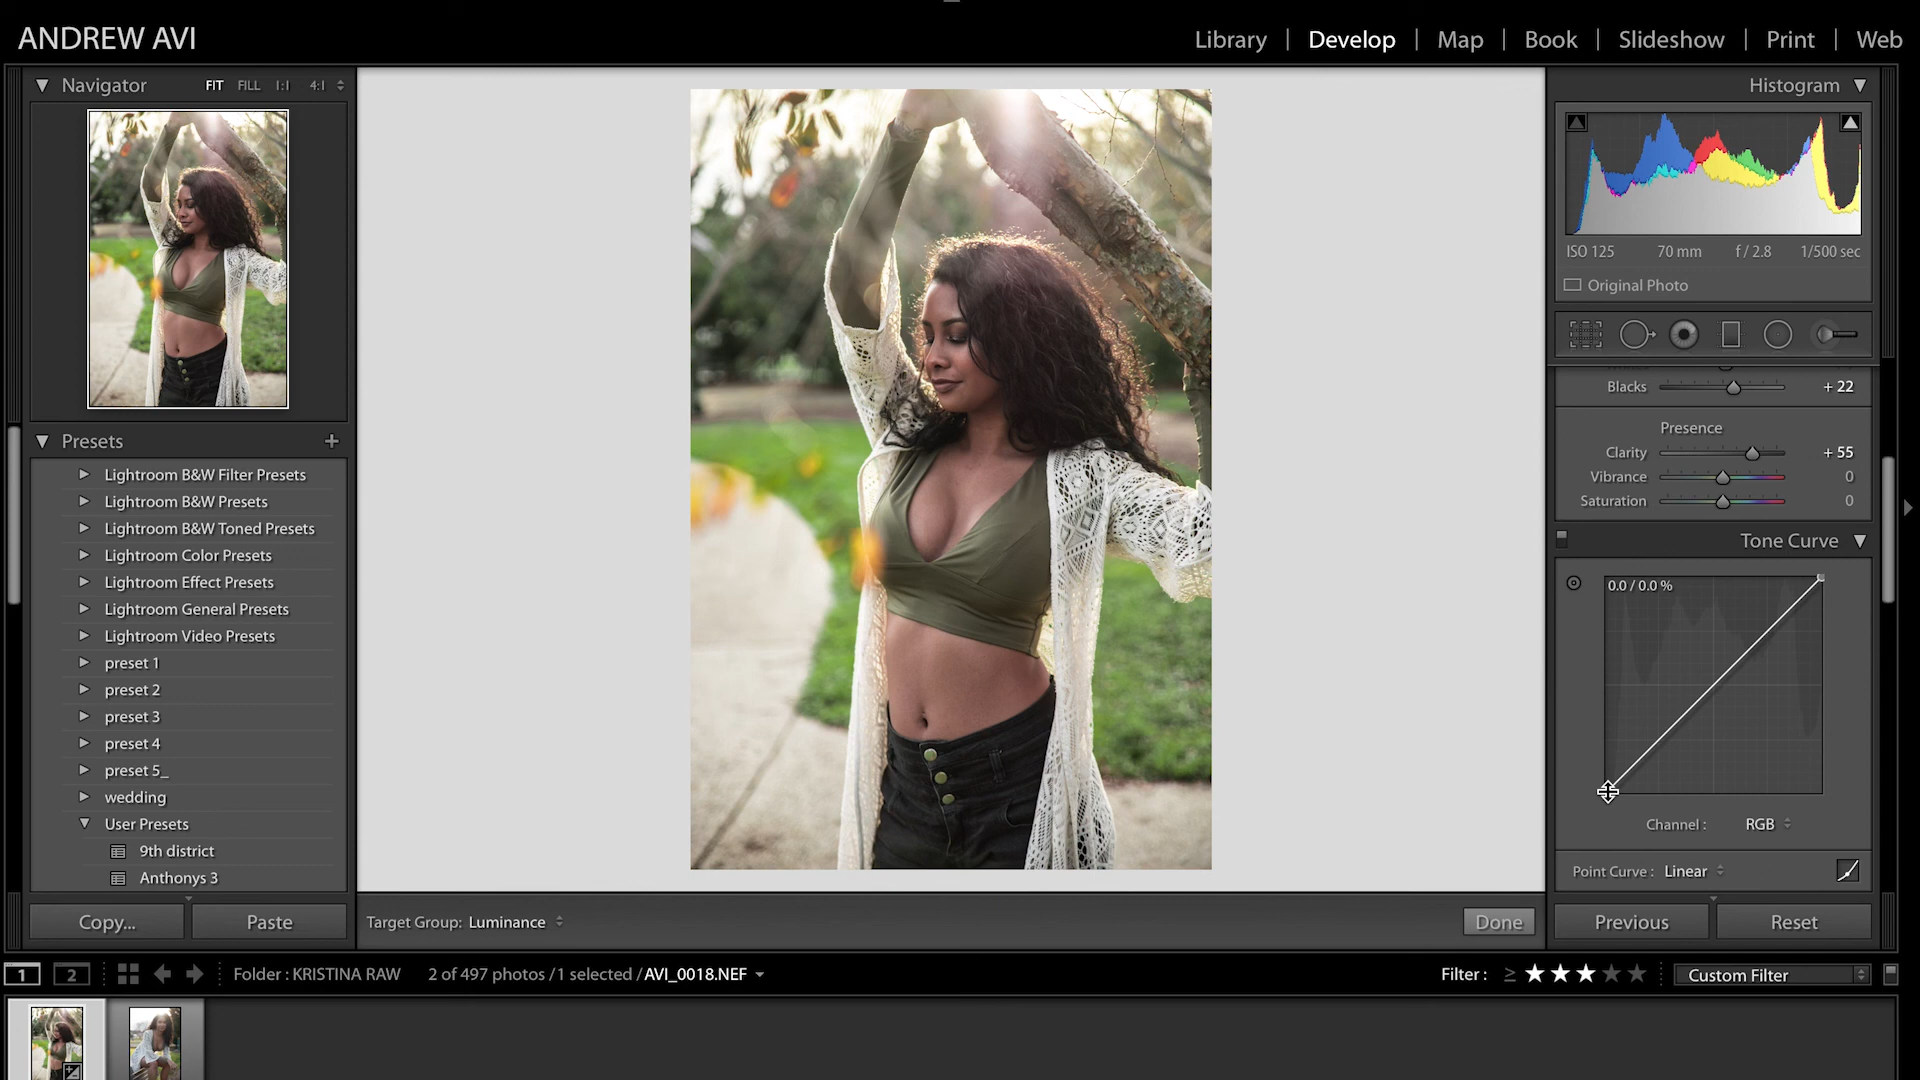 ANDREW AVI
Library | Develop | Map | Book | Slideshow | Print | Web
Navigator FIT FILL 1:1 4:1
Presets +
Lightroom B&W Filter Presets
Lightroom B&W Presets
Lightroom B&W Toned Presets
Lightroom Color Presets
Lightroom Effect Presets
Lightroom General Presets
Lightroom Video Presets
preset 1
preset 2
preset 3
preset 4
preset 5_
wedding
User Presets
9th district
Anthonys 3
Copy... Paste
Target Group: Luminance
Done
Histogram
ISO 125 70 mm f / 2.8 1/500 sec
Original Photo
Blacks + 22
Presence
Clarity + 55
Vibrance 0
Saturation 0
Tone Curve
0.0 / 0.0 %
Channel : RGB
Point Curve : Linear
Previous Reset
1 2 Folder : KRISTINA RAW 2 of 497 photos /1 selected /AVI_0018.NEF
Filter : ≥ ★★★★★ Custom Filter